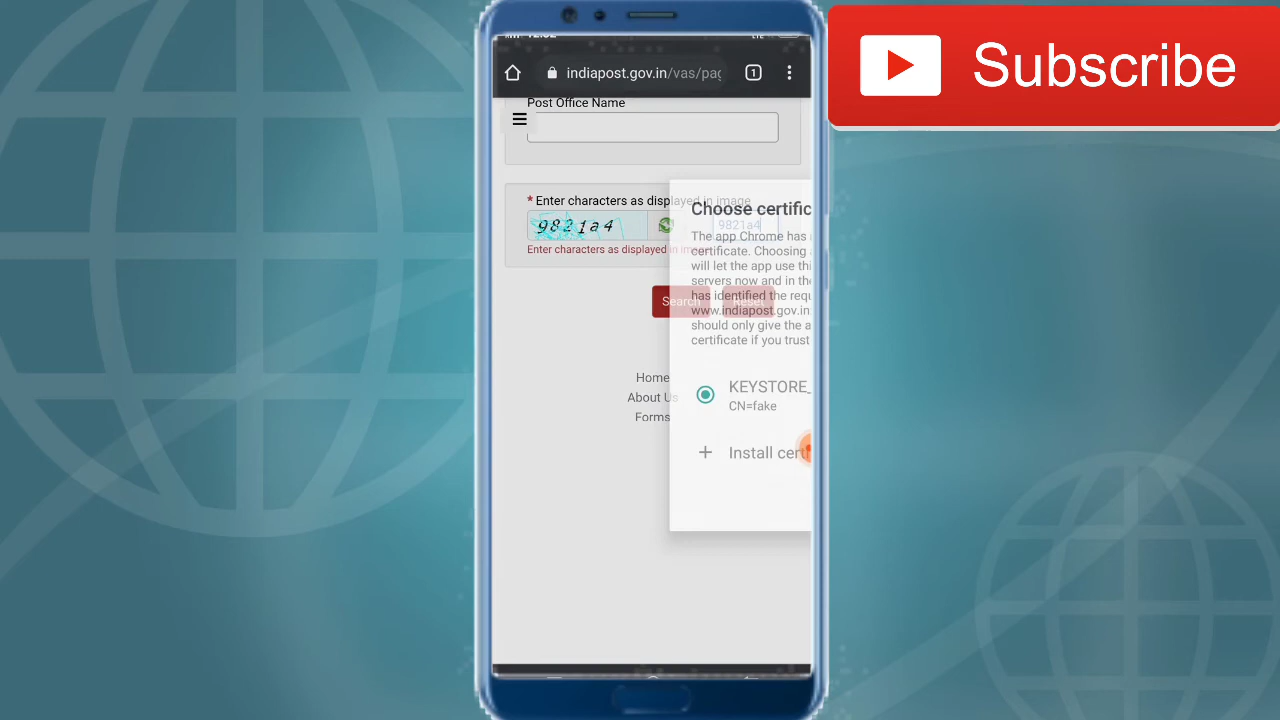 Subscribe
indiapost.gov.in/vas/pag
1
Post Office Name
* Enter characters as displayed in image
9821a4
9821a4
Enter characters as displayed in
Search
Reset
Home
About Us
Forms
Choose certific
The app Chrome has
certificate. Choosing
will let the app use thi
servers now and in the
has identified the requ
www.indiapost.gov.in:
should only give the a
certificate if you trust
KEYSTORE_
CN=fake
Install cert